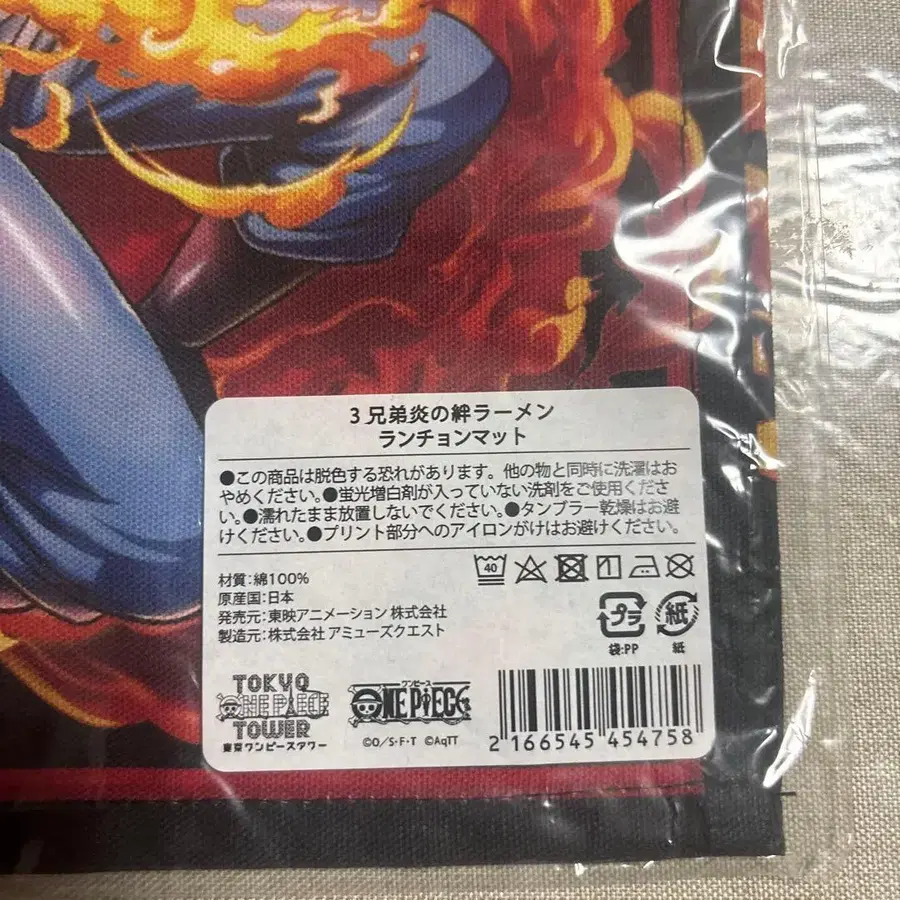 3兄弟炎の絆ラーメン
ランチョンマット
●この商品は脱色する恐れがあります。他の物と同時に洗濯はお
やめください。●蛍光増白剤が入っていない洗剤をご使用くださ
い。●濡れたまま放置しないでください。●タンブラー乾燥はお避
けください。●プリント部分へのアイロンがけはお避けください。
40
材質:綿100%
原産国:日本
発売元:東映アニメーション 株式会社
製造元:株式会社 アミューズクエスト
プラ
紙
袋:PP
紙
TOKYO
ONE PIECE
TOWER
東京ワンピースタワー
ワンピース
ONE PIECE
©O/S・F・T ©AqTT
2 166545 454758